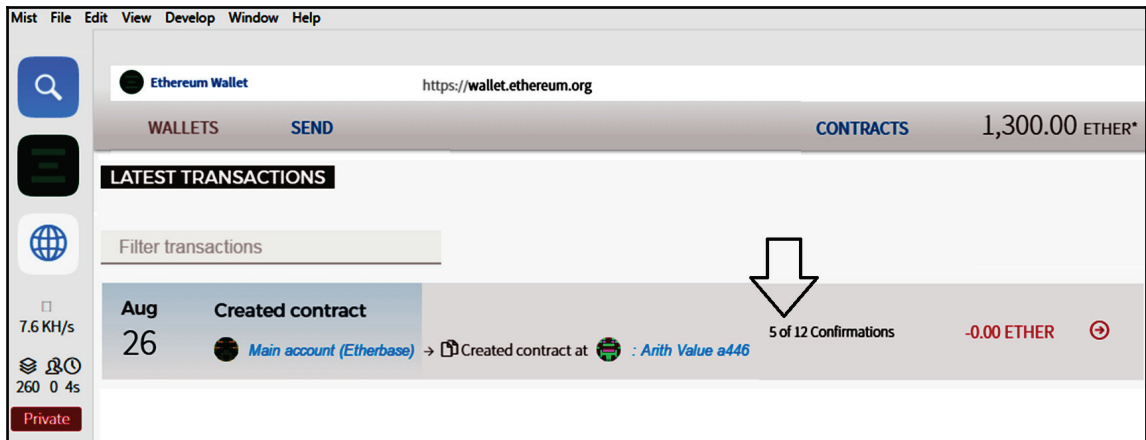 Mist File Edit View Develop Window Help
Ethereum Wallet https://wallet.ethereum.org
WALLETS SEND CONTRACTS 1,300.00 ETHER*
LATEST TRANSACTIONS
Filter transactions
Aug Created contract
26 Main account (Etherbase) → Created contract at : Arith Value a446
5 of 12 Confirmations -0.00 ETHER
7.6 KH/s
260 0 4s
Private